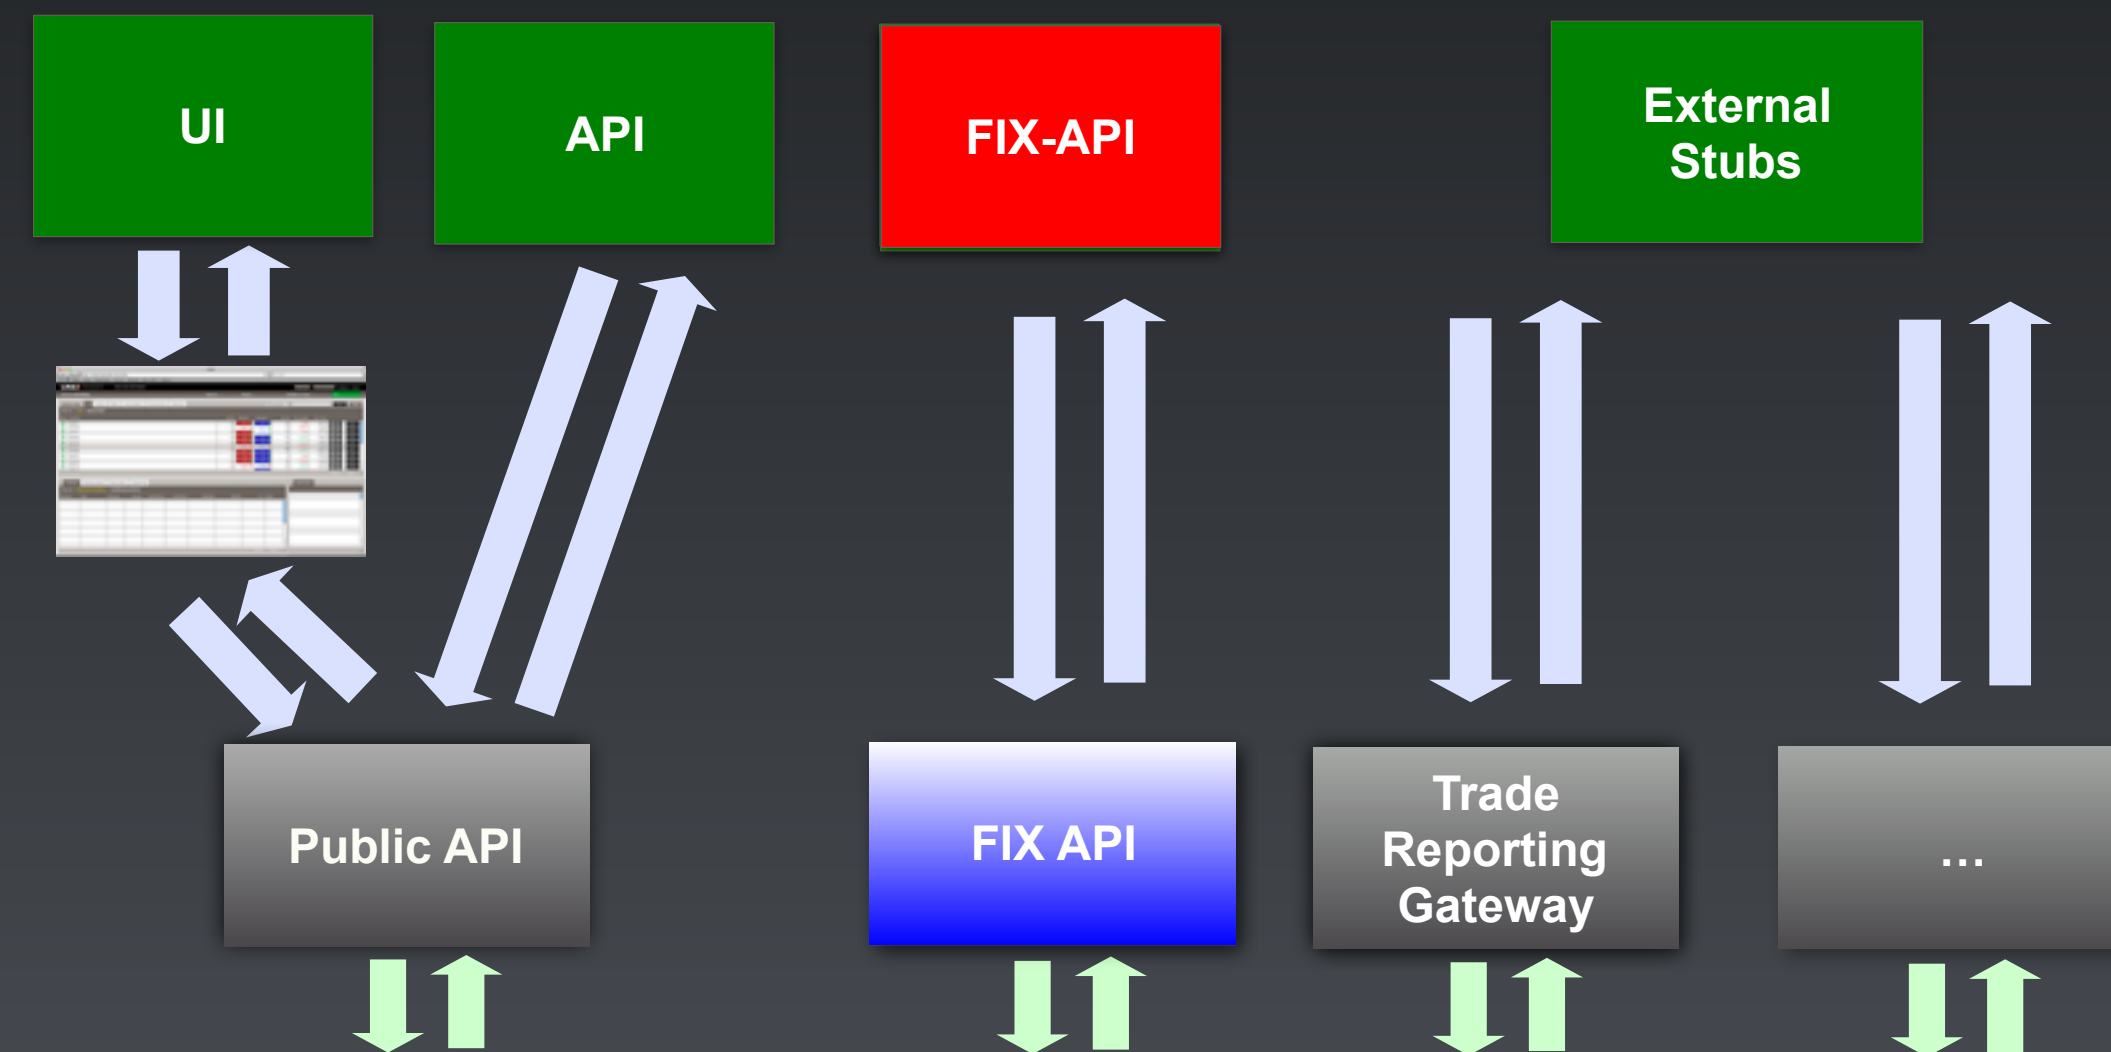 UI
API
FIX-API
External
Stubs
Public API
FIX API
Trade
Reporting
Gateway
...